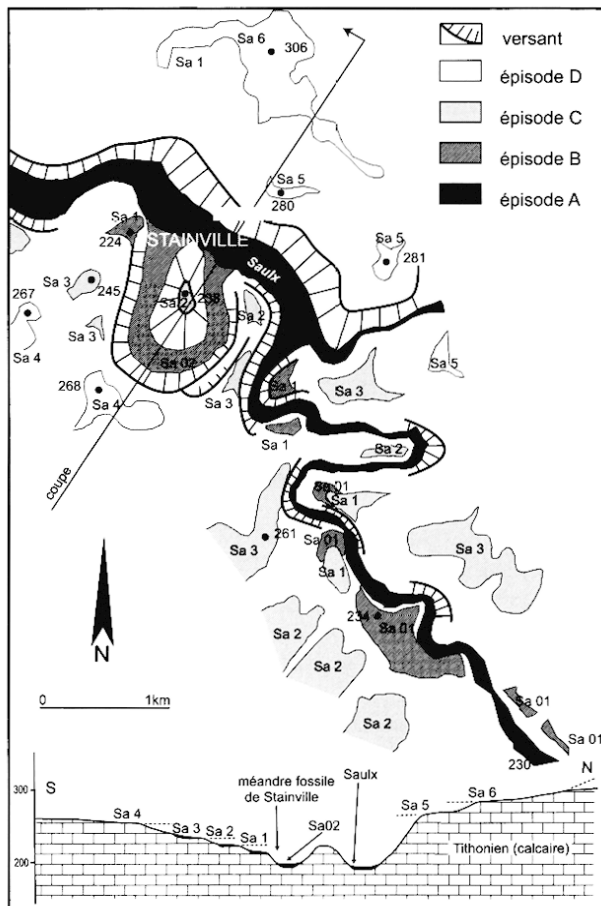 Sa 6
306
Sa 1
versant
épisode D
épisode C
épisode B
épisode A
Sa 5
280
Sa 1
224
STAINVILLE
Saulx
Sa 5
281
Sa 3
245
267
Sa 4
Sa 2
Sa 2
Sa 3
Sa 02
Sa 5
268
Sa 4
Sa 3
Sa 1
Sa 3
Sa 1
Sa 2
coupe
Sa 01
Sa 1
261
Sa 3
Sa 01
Sa 1
Sa 3
234
Sa 01
Sa 2
Sa 2
Sa 2
Sa 01
Sa 01
230
N
0
1km
300
200
S
N
méandre fossile
de Stainville
Saulx
Sa 4
Sa 3
Sa 2
Sa 1
Sa02
Sa 5
Sa 6
Tithonien (calcaire)